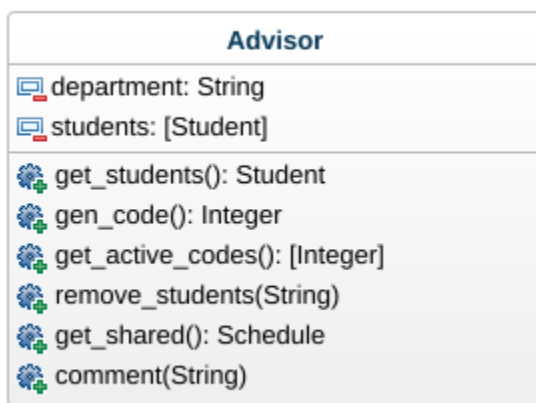 Advisor
department: String
students: [Student]
get_students(): Student
gen_code(): Integer
get_active_codes(): [Integer]
remove_students(String)
get_shared(): Schedule
comment(String)